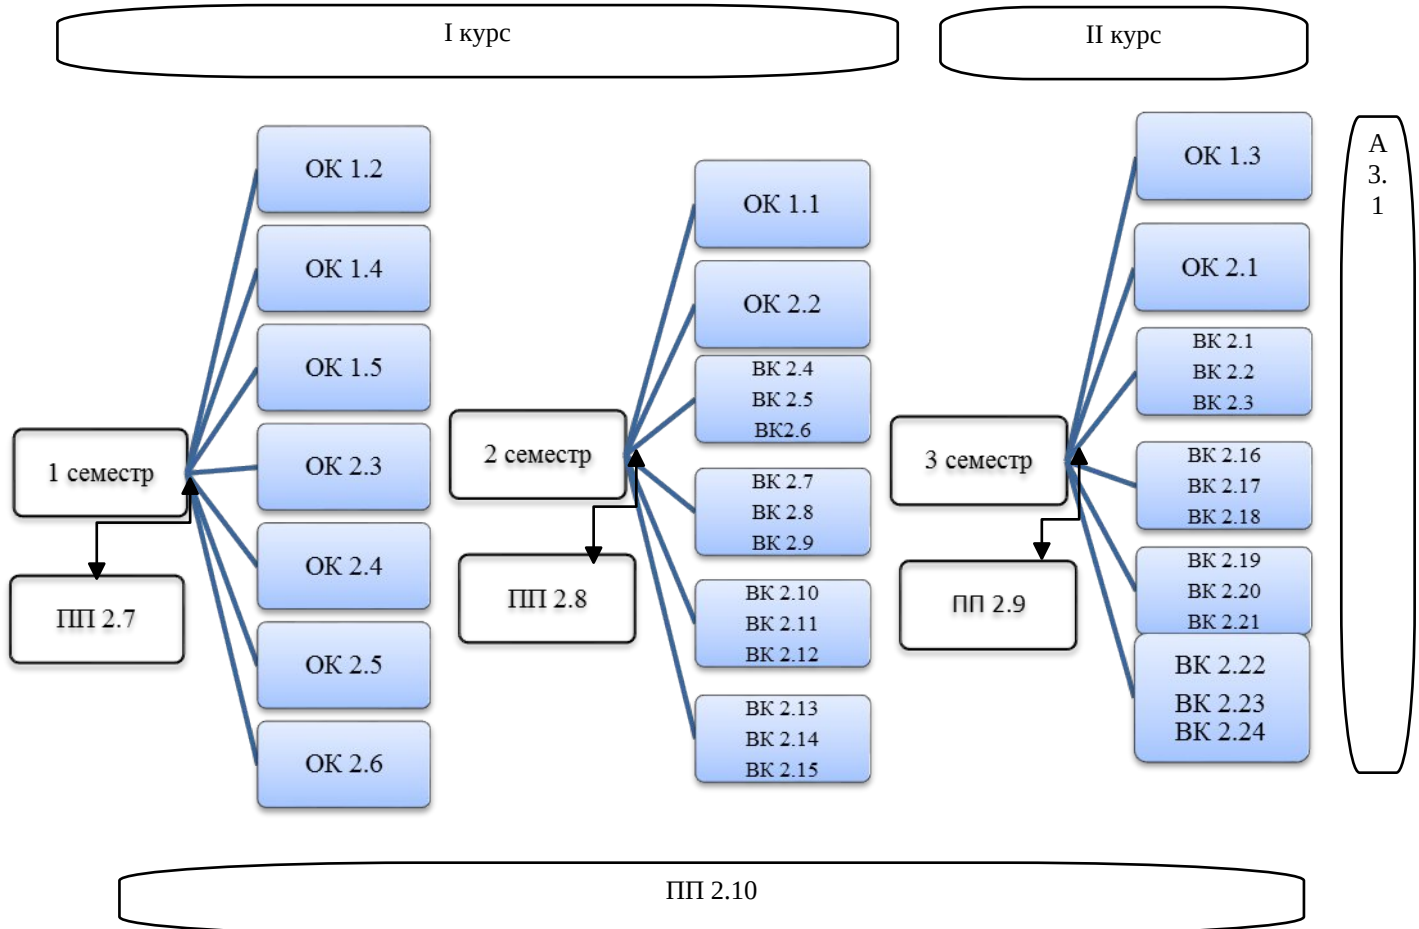 I курс
II курс
А
3.
1
ОК 1.2
ОК 1.4
ОК 1.5
ОК 2.3
ОК 2.4
ОК 2.5
ОК 2.6
1 семестр
ПП 2.7
ОК 1.1
ОК 2.2
ВК 2.4
ВК 2.5
ВК2.6
ВК 2.7
ВК 2.8
ВК 2.9
ВК 2.10
ВК 2.11
ВК 2.12
ВК 2.13
ВК 2.14
ВК 2.15
2 семестр
ПП 2.8
ОК 1.3
ОК 2.1
ВК 2.1
ВК 2.2
ВК 2.3
ВК 2.16
ВК 2.17
ВК 2.18
ВК 2.19
ВК 2.20
ВК 2.21
ВК 2.22
ВК 2.23
ВК 2.24
3 семестр
ПП 2.9
ПП 2.10